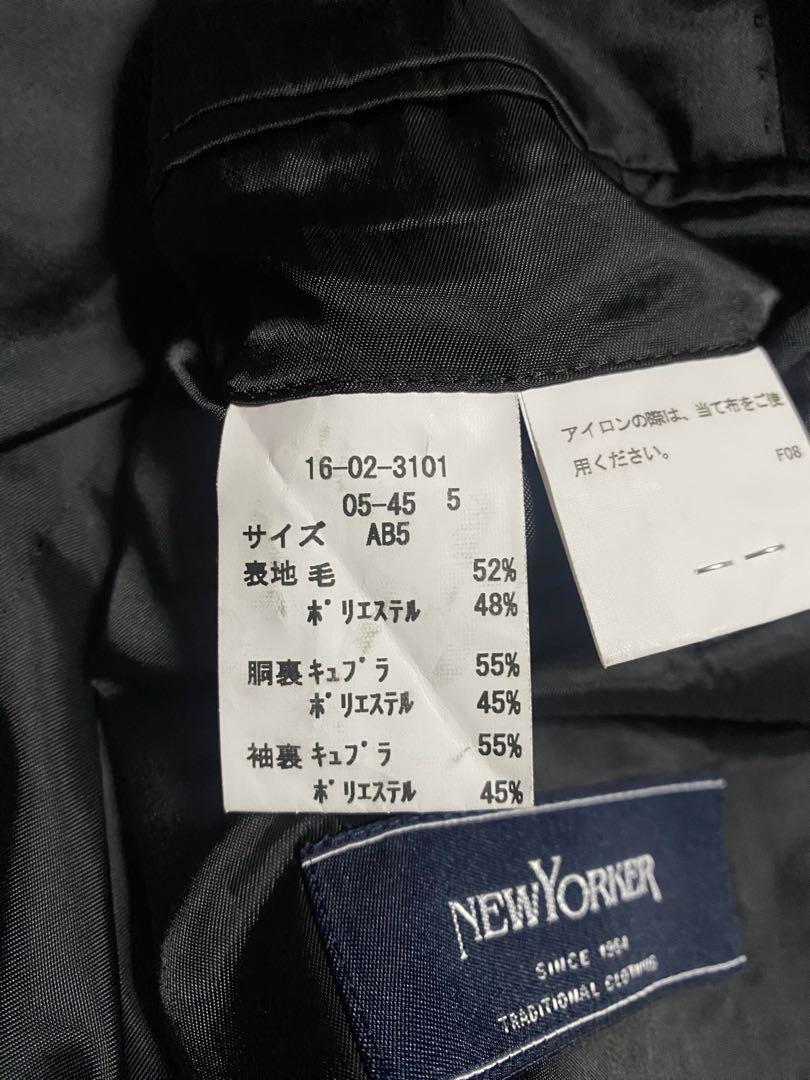 16-02-3101
05-45 5
サイズ AB5
表地 毛 52%
ﾎﾟﾘｴｽﾃﾙ 48%
胴裏 ｷｭﾌﾟﾗ 55%
ﾎﾟﾘｴｽﾃﾙ 45%
袖裏 ｷｭﾌﾟﾗ 55%
ﾎﾟﾘｴｽﾃﾙ 45%
アイロンの際は、当て布をご使
用ください。 F08
NEWYORKER
SINCE 1964
TRADITIONAL CLOTHING